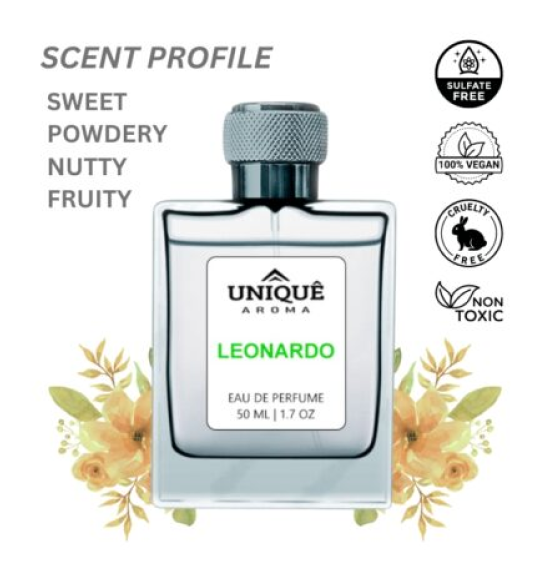 SCENT PROFILE
SWEET
POWDERY
NUTTY
FRUITY
SULFATE
FREE
100% VEGAN
CRUELTY
FREE
NON
TOXIC
UNIQUÊ
AROMA
LEONARDO
EAU DE PERFUME
50 ML | 1.7 OZ